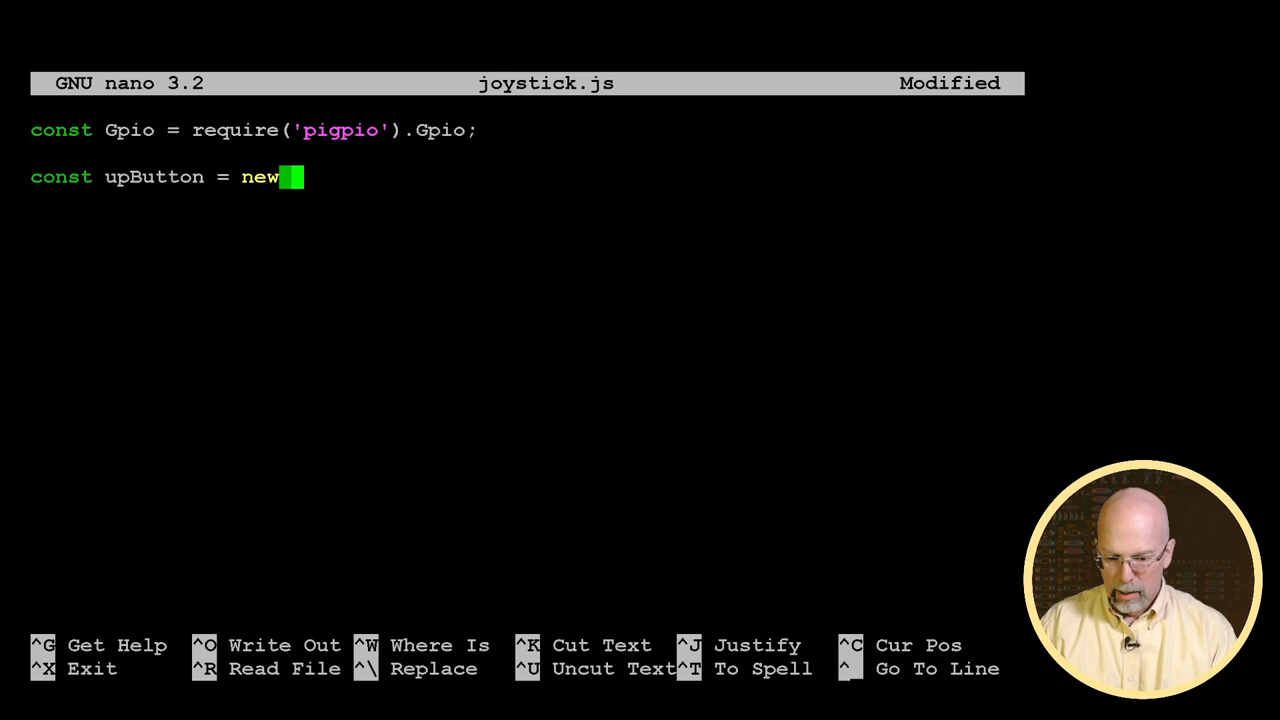 GNU nano 3.2 joystick.js Modified
const Gpio = require('pigpio').Gpio;
const upButton = new
^G Get Help ^O Write Out ^W Where Is ^K Cut Text ^J Justify ^C Cur Pos
^X Exit ^R Read File ^\ Replace ^U Uncut Text ^T To Spell ^_ Go To Line